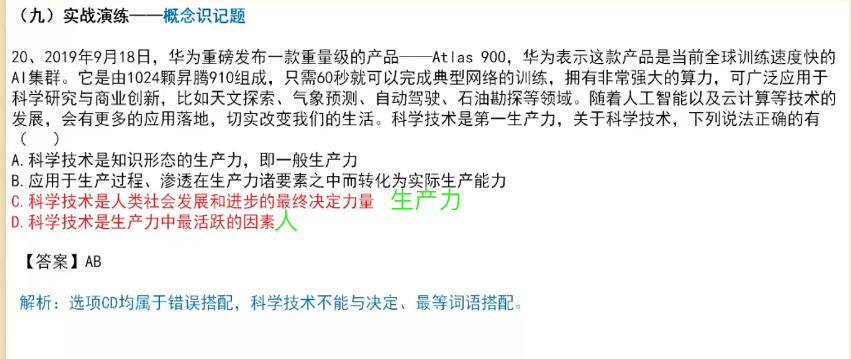 （九）实战演练——概念识记题
20、2019年9月18日，华为重磅发布一款重量级的产品——Atlas 900，华为表示这款产品是当前全球训练速度快的
AI集群。它是由1024颗昇腾910组成，只需60秒就可以完成典型网络的训练，拥有非常强大的算力，可广泛应用于
科学研究与商业创新，比如天文探索、气象预测、自动驾驶、石油勘探等领域。随着人工智能以及云计算等技术的
发展，会有更多的应用落地，切实改变我们的生活。科学技术是第一生产力，关于科学技术，下列说法正确的有
（ ）
A.科学技术是知识形态的生产力，即一般生产力
B.应用于生产过程、渗透在生产力诸要素之中而转化为实际生产能力
C.科学技术是人类社会发展和进步的最终决定力量 生产力
D.科学技术是生产力中最活跃的因素人
【答案】AB
解析：选项CD均属于错误搭配，科学技术不能与决定、最等词语搭配。